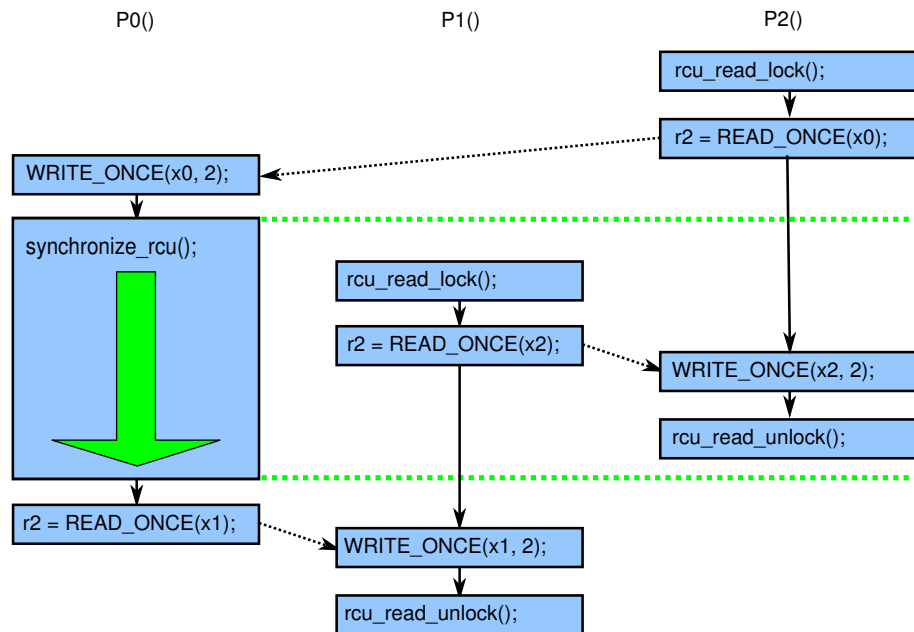 P0()
P1()
P2()
rcu_read_lock();
r2 = READ_ONCE(x0);
WRITE_ONCE(x0, 2);
synchronize_rcu();
rcu_read_lock();
r2 = READ_ONCE(x2);
WRITE_ONCE(x2, 2);
rcu_read_unlock();
r2 = READ_ONCE(x1);
WRITE_ONCE(x1, 2);
rcu_read_unlock();